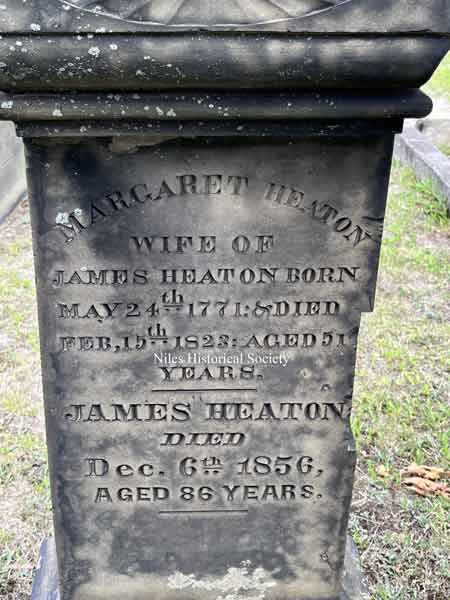 MARGARET HEATON
WIFE OF
JAMES HEATON BORN
MAY 24th 1771: & DIED
FEB, 15th 1823: AGED 51
Niles Historical Society
YEARS.
JAMES HEATON
DIED
Dec. 6th 1856,
AGED 86 YEARS.